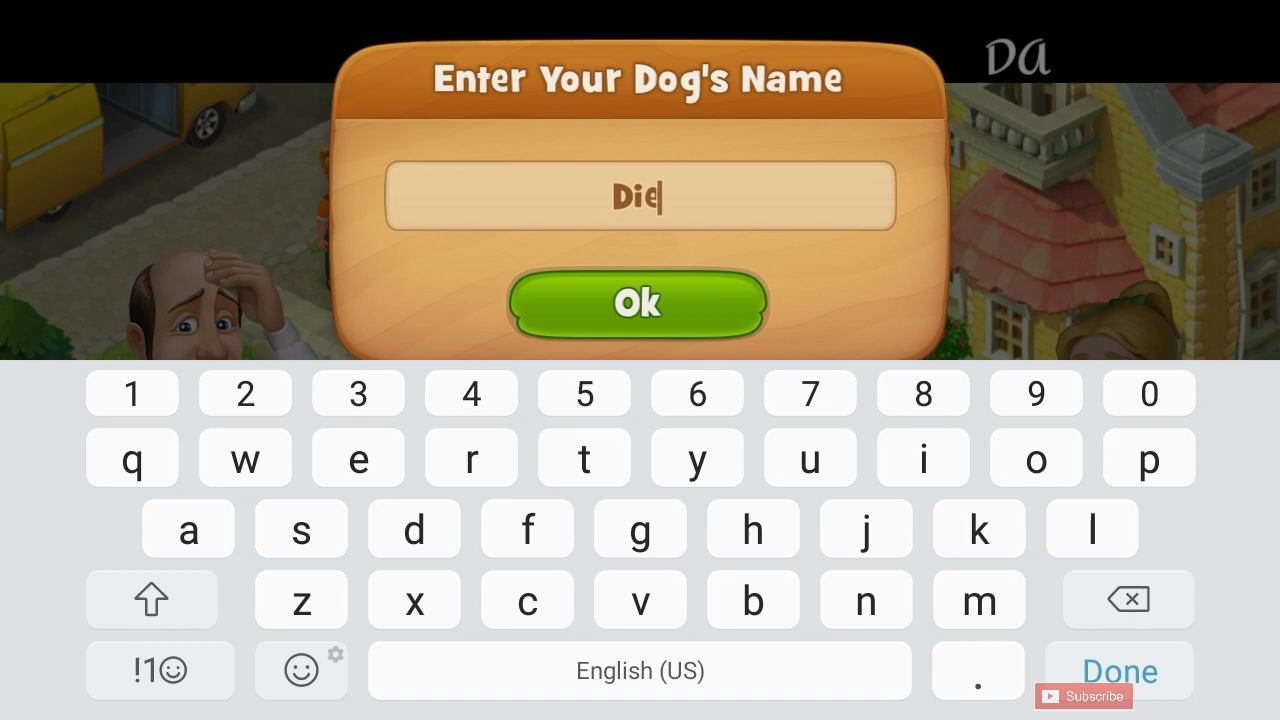 DA
Enter Your Dog's Name
Die
Ok
1 2 3 4 5 6 7 8 9 0
q w e r t y u i o p
a s d f g h j k l
z x c v b n m
!1☺ English (US) . Done
Subscribe